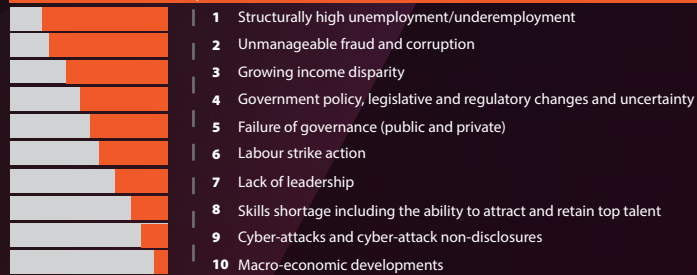 1 Structurally high unemployment/underemployment
2 Unmanageable fraud and corruption
3 Growing income disparity
4 Government policy, legislative and regulatory changes and uncertainty
5 Failure of governance (public and private)
6 Labour strike action
7 Lack of leadership
8 Skills shortage including the ability to attract and retain top talent
9 Cyber-attacks and cyber-attack non-disclosures
10 Macro-economic developments